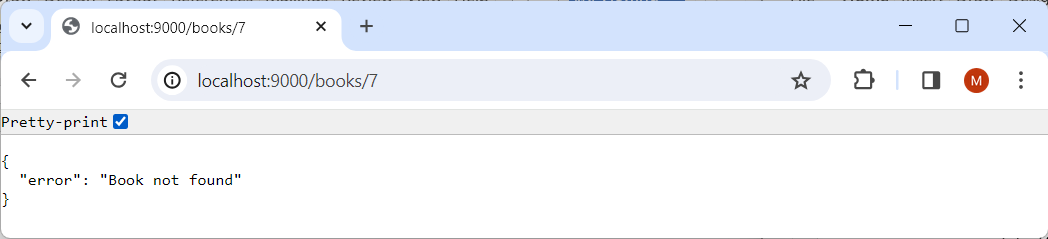 localhost:9000/books/7
localhost:9000/books/7
M
Pretty-print
{
  "error": "Book not found"
}